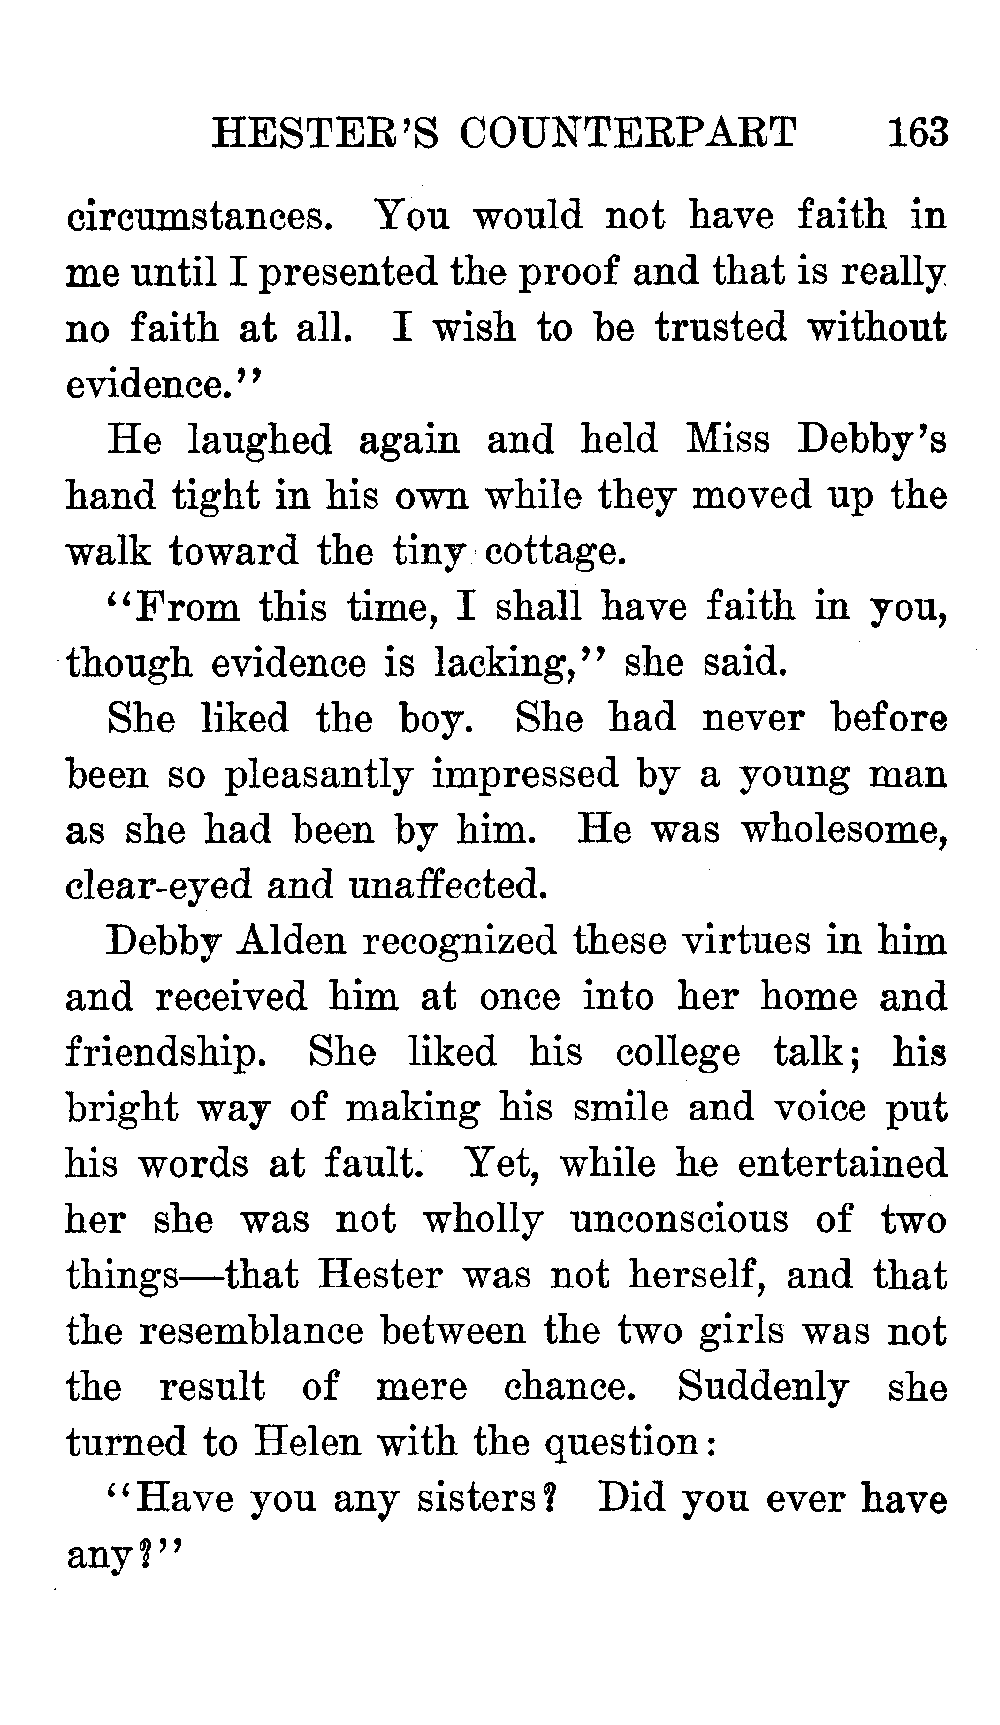 HESTER'S COUNTERPART 163
circumstances. You would not have faith in
me until I presented the proof and that is really
no faith at all. I wish to be trusted without
evidence.''
He laughed again and held Miss Debby's
hand tight in his own while they moved up the
walk toward the tiny cottage.
''From this time, I shall have faith in you,
though evidence is lacking,'' she said.
She liked the boy. She had never before
been so pleasantly impressed by a young man
as she had been by him. He was wholesome,
clear-eyed and unaffected.
Debby Alden recognized these virtues in him
and received him at once into her home and
friendship. She liked his college talk; his
bright way of making his smile and voice put
his words at fault. Yet, while he entertained
her she was not wholly unconscious of two
things—that Hester was not herself, and that
the resemblance between the two girls was not
the result of mere chance. Suddenly she
turned to Helen with the question:
''Have you any sisters? Did you ever have
any?''